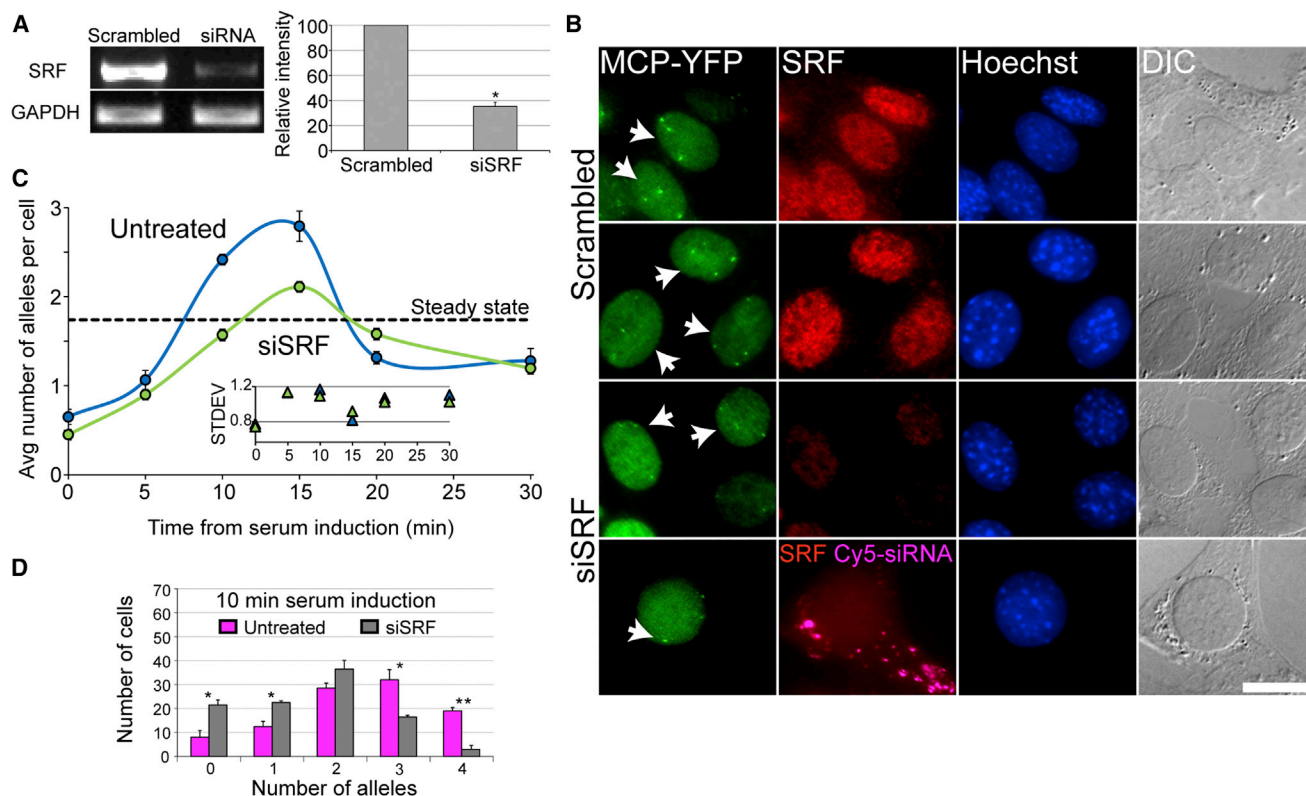 A
Scrambled siRNA
SRF
GAPDH
Relative intensity
100
80
60
40
20
0
*
Scrambled siSRF
B
MCP-YFP SRF Hoechst DIC
Scrambled
siSRF
SRF Cy5-siRNA
C
Avg number of alleles per cell
3
2
1
0
Untreated
Steady state
siSRF
STDEV
1.2
0.8
0 5 10 15 20 30
0 5 10 15 20 25 30
Time from serum induction (min)
D
Number of cells
70
60
50
40
30
20
10
0
10 min serum induction
Untreated siSRF
* * * **
0 1 2 3 4
Number of alleles